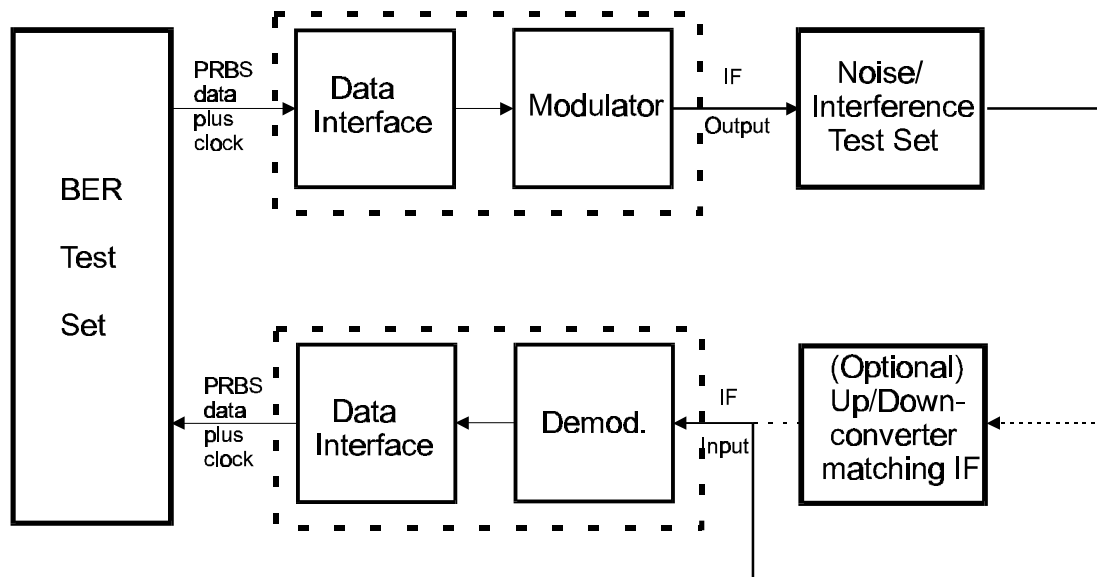 BER
Test
Set
PRBS
data
plus
clock
Data
Interface
Modulator
IF
Output
Noise/
Interference
Test Set
PRBS
data
plus
clock
Data
Interface
Demod.
IF
Input
(Optional)
Up/Down-
converter
matching IF